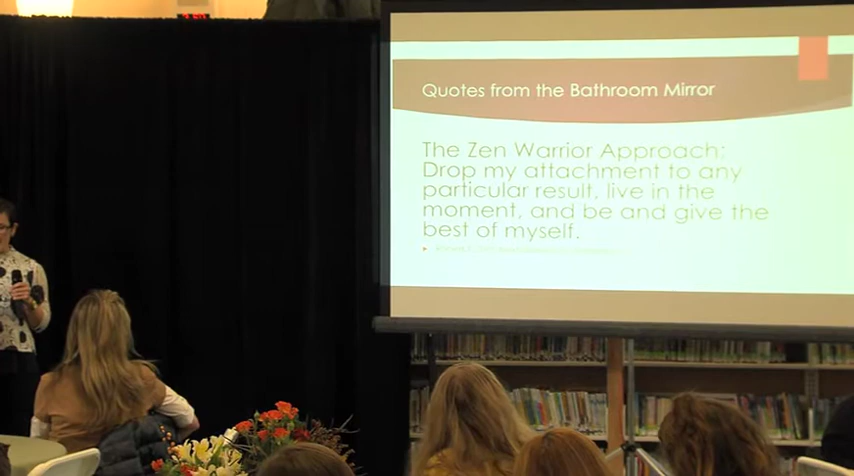 Quotes from the Bathroom Mirror
The Zen Warrior Approach:
Drop my attachment to any
particular result, live in the
moment, and be and give the
best of myself.